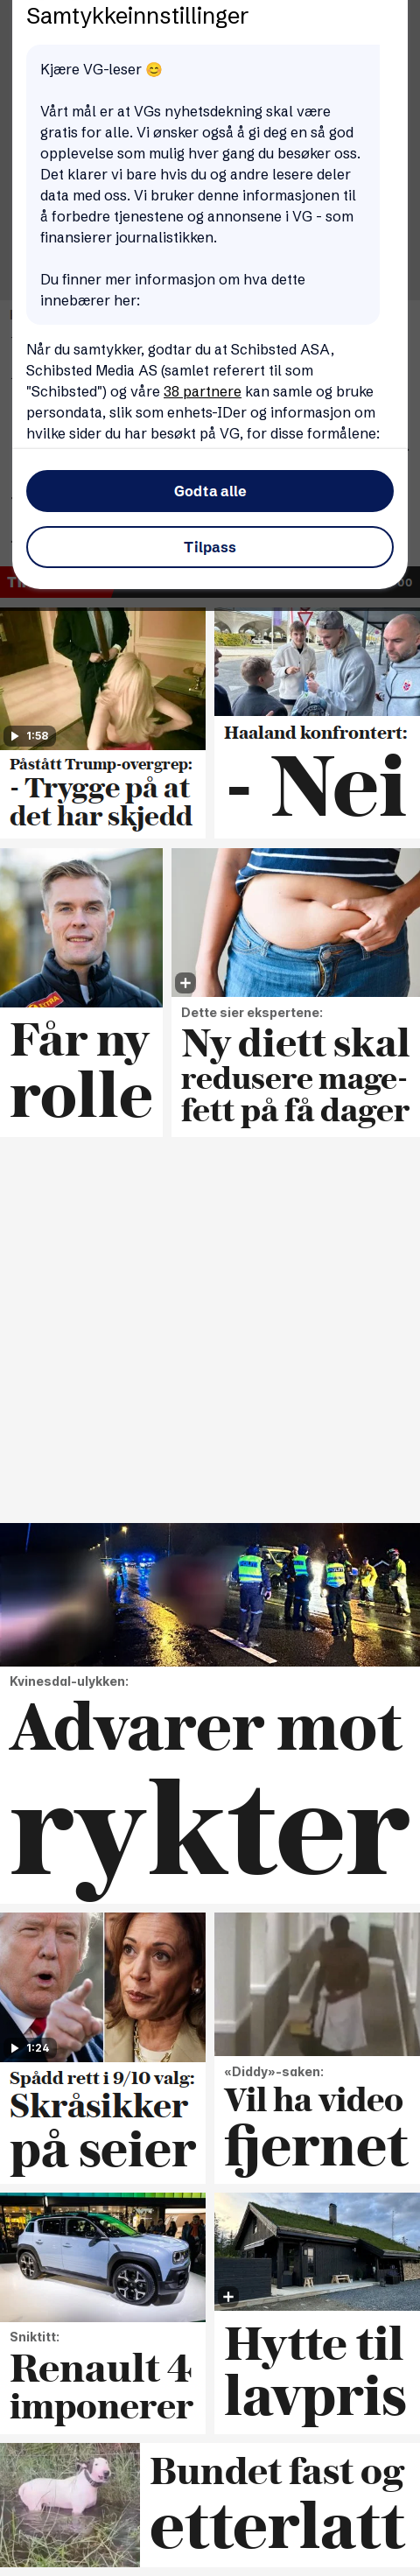 Samtykkeinnstillinger
Kjære VG-leser 😊
Vårt mål er at VGs nyhetsdekning skal være
gratis for alle. Vi ønsker også å gi deg en så god
opplevelse som mulig hver gang du besøker oss.
Det klarer vi bare hvis du og andre lesere deler
data med oss. Vi bruker denne informasjonen til
å forbedre tjenestene og annonsene i VG - som
finansierer journalistikken.
Du finner mer informasjon om hva dette
innebærer her:
Når du samtykker, godtar du at Schibsted ASA,
Schibsted Media AS (samlet referert til som
"Schibsted") og våre 38 partnere kan samle og bruke
persondata, slik som enhets-IDer og informasjon om
hvilke sider du har besøkt på VG, for disse formålene:
Godta alle
Tilpass
1:58
Påstått Trump-overgrep:
- Trygge på at
det har skjedd
Haaland konfrontert:
- Nei
Får ny
rolle
Dette sier ekspertene:
Ny diett skal
redusere mage-
fett på få dager
Kvinesdal-ulykken:
Advarer mot
rykter
1:24
Spådd rett i 9/10 valg:
Skråsikker
på seier
«Diddy»-saken:
Vil ha video
fjernet
Sniktitt:
Renault 4
imponerer
Hytte til
lavpris
Bundet fast og
etterlatt